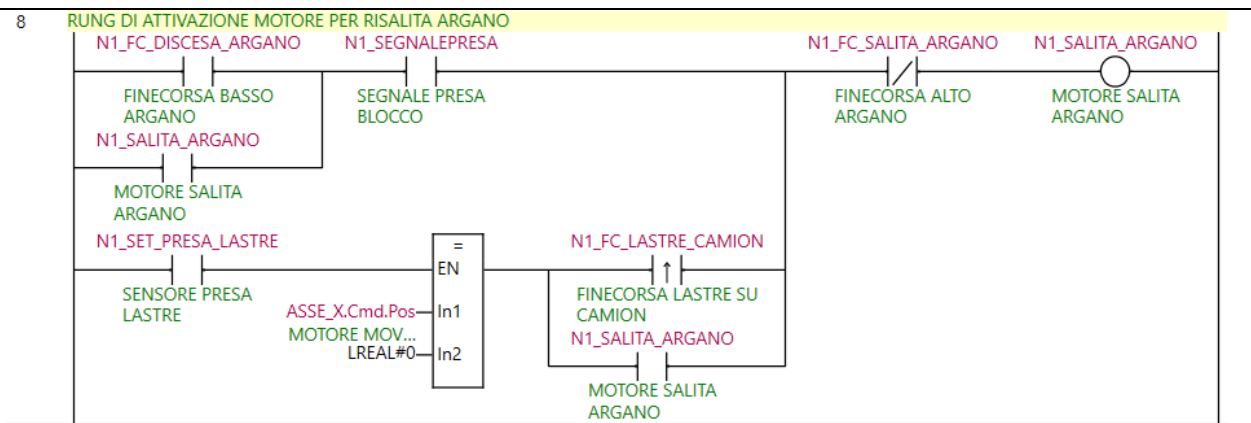 8 RUNG DI ATTIVAZIONE MOTORE PER RISALITA ARGANO
N1_FC_DISCESA_ARGANO N1_SEGNALEPRESA N1_FC_SALITA_ARGANO N1_SALITA_ARGANO
FINECORSA BASSO SEGNALE PRESA FINECORSA ALTO MOTORE SALITA
ARGANO BLOCCO ARGANO ARGANO
N1_SALITA_ARGANO
MOTORE SALITA
ARGANO
N1_SET_PRESA_LASTRE = N1_FC_LASTRE_CAMION
EN
SENSORE PRESA FINECORSA LASTRE SU
LASTRE ASSE_X.Cmd.Pos In1 CAMION
MOTORE MOV... N1_SALITA_ARGANO
LREAL#0 In2
MOTORE SALITA
ARGANO